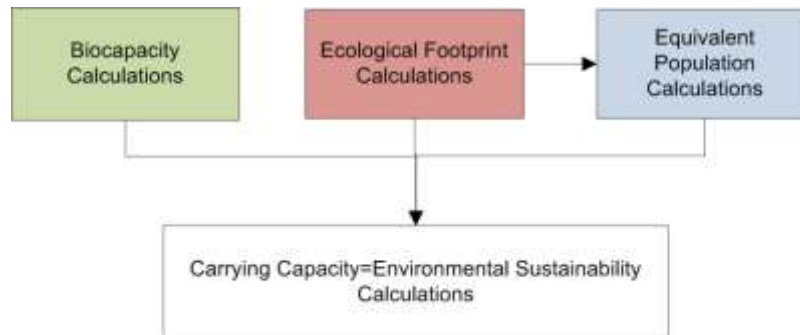 Biocapacity
Calculations
Ecological Footprint
Calculations
Equivalent
Population
Calculations
Carrying Capacity=Environmental Sustainability
Calculations